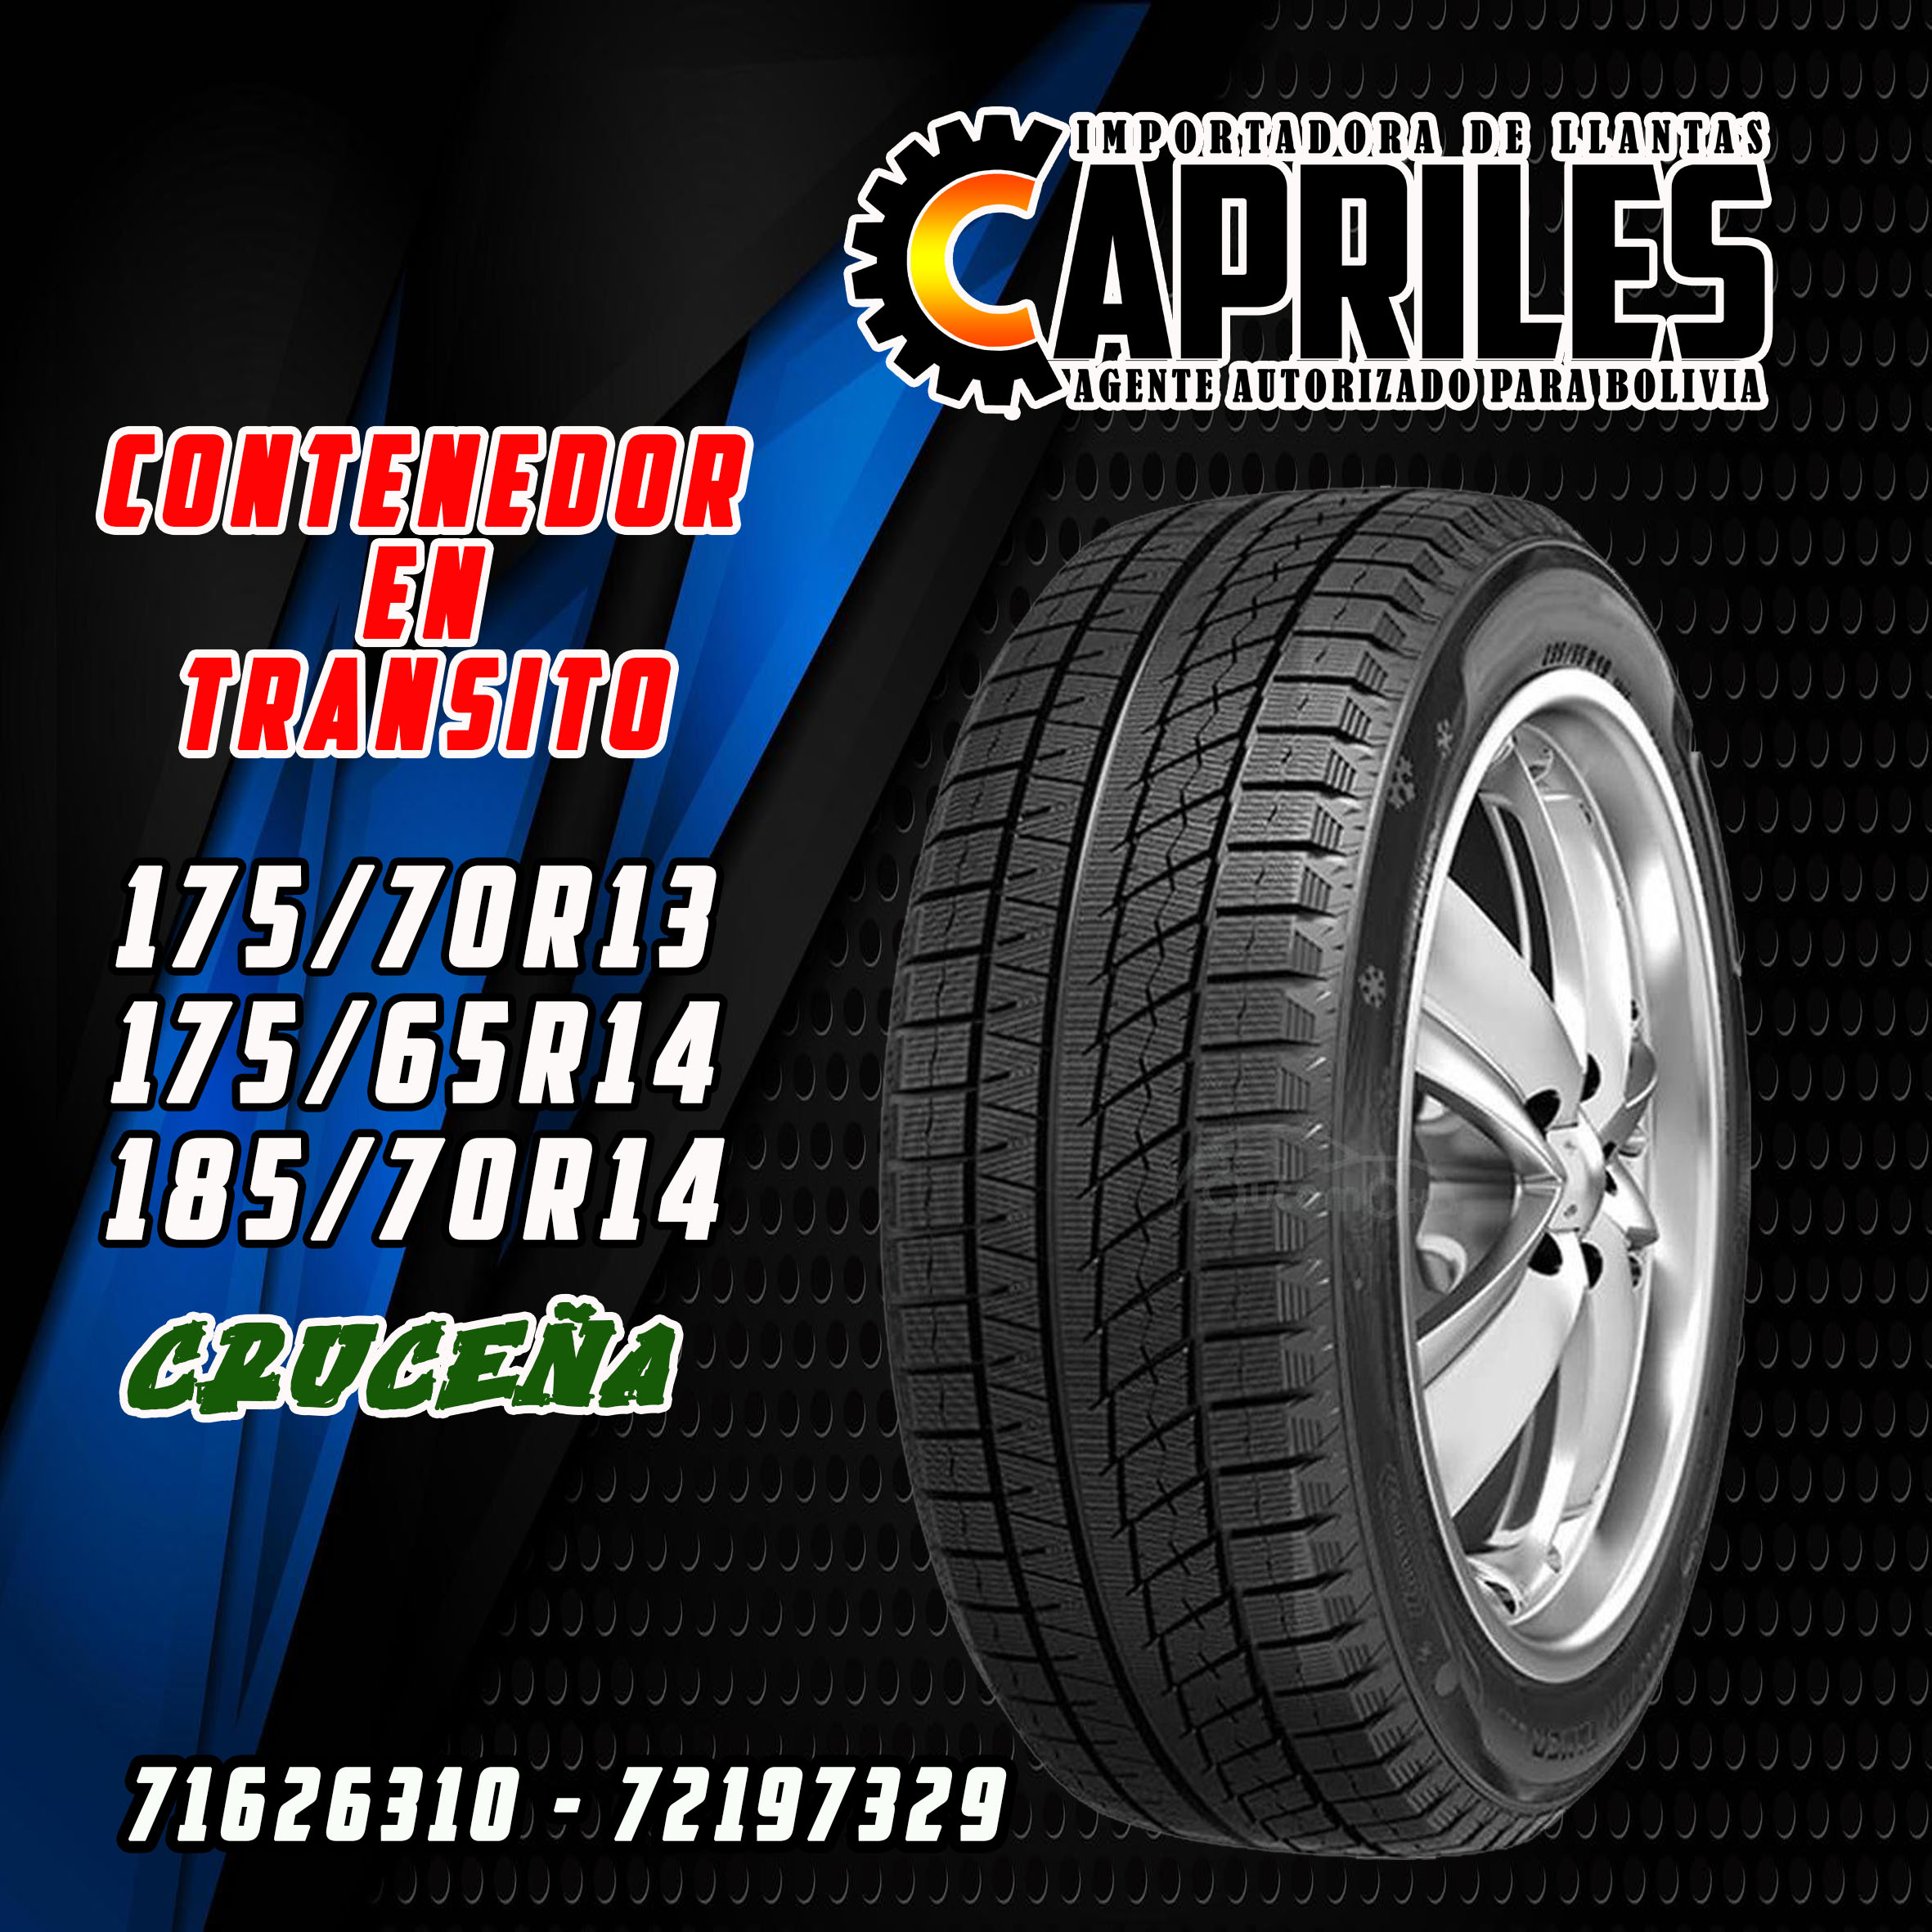 IMPORTADORA DE LLANTAS
CAPRILES
AGENTE AUTORIZADO PARA BOLIVIA
CONTENEDOR
EN
TRANSITO
175/70R13
175/65R14
185/70R14
CRUCEÑA
71626310 - 72197329